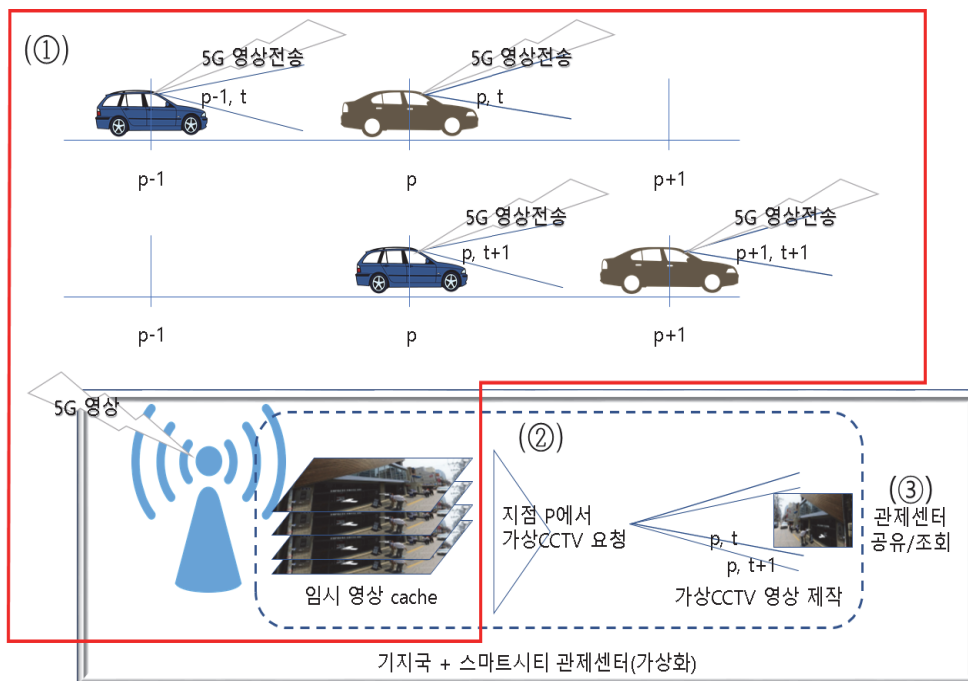 (①)
5G 영상전송
5G 영상전송
p-1, t
p, t
p-1
p
p+1
5G 영상전송
5G 영상전송
p, t+1
p+1, t+1
p-1
p
p+1
5G 영상
(②)
(③)
지점 P에서
가상CCTV 요청
p, t
p, t+1
관제센터
공유/조회
임시 영상 cache
가상CCTV 영상 제작
기지국 + 스마트시티 관제센터(가상화)